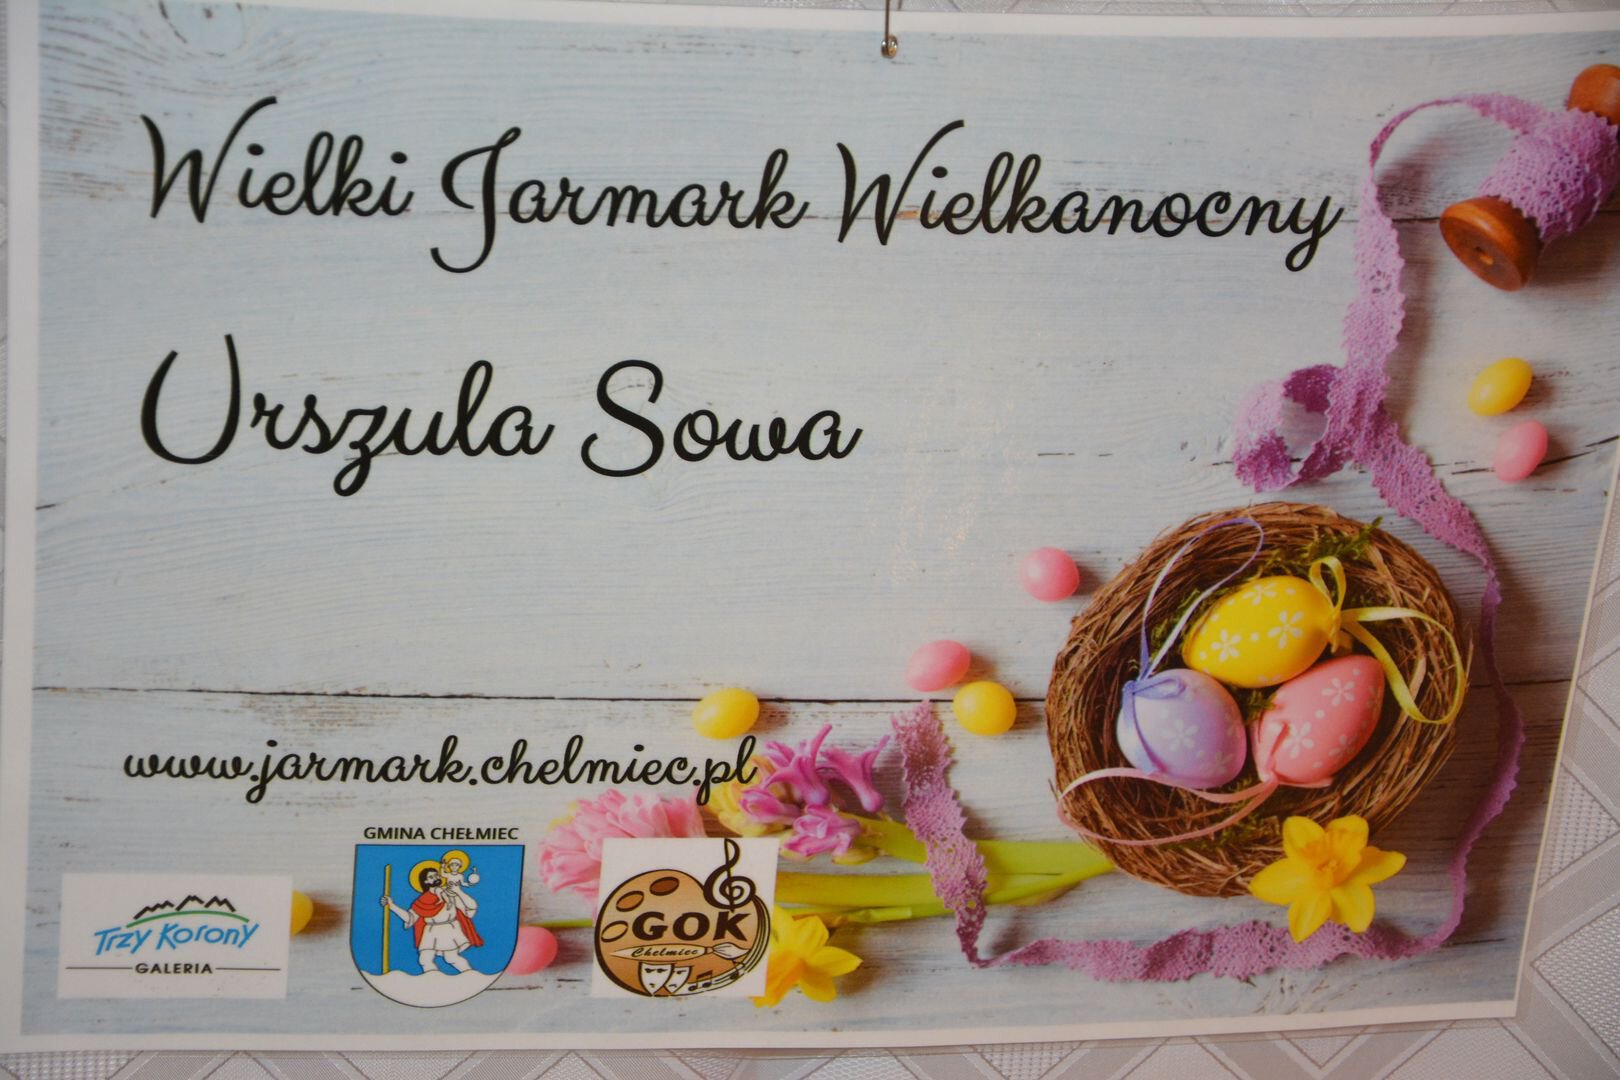 Wielki Jarmark Wielkanocny
Urszula Sowa
www.jarmark.chelmiec.pl
GMINA CHEŁMIEC
Trzy Korony
GALERIA
GOK
Chełmiec